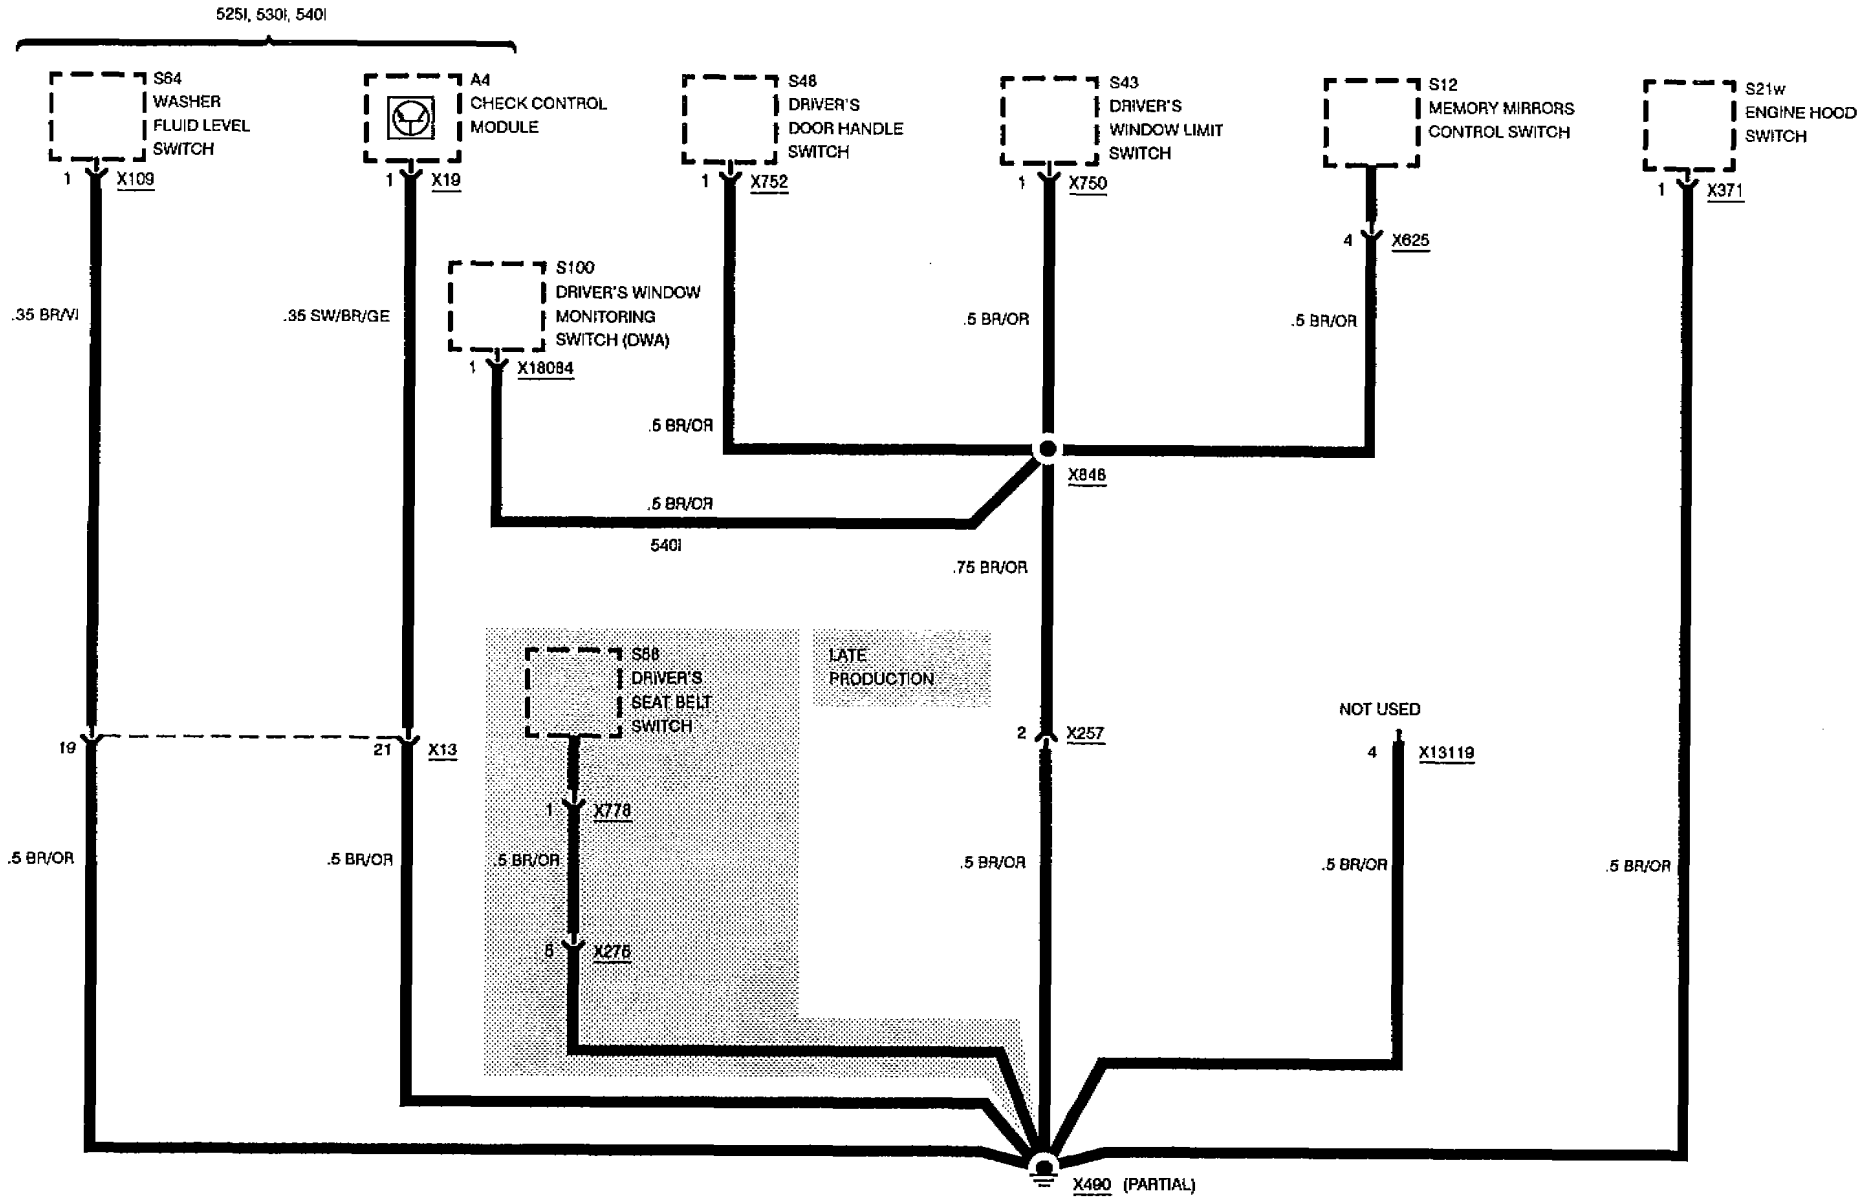 525I, 530I, 540I
S64
WASHER
FLUID LEVEL
SWITCH
1
X109
A4
CHECK CONTROL
MODULE
1
X19
S48
DRIVER'S
DOOR HANDLE
SWITCH
1
X752
S43
DRIVER'S
WINDOW LIMIT
SWITCH
1
X750
S12
MEMORY MIRRORS
CONTROL SWITCH
4
X625
S21w
ENGINE HOOD
SWITCH
1
X371
S100
DRIVER'S WINDOW
MONITORING
SWITCH (DWA)
1
X18084
.35 BR/VI
.35 SW/BR/GE
.5 BR/OR
.5 BR/OR
.5 BR/OR
X848
.5 BR/OR
540I
.75 BR/OR
DRIVER'S
SEAT BELT
SWITCH
LATE
PRODUCTION
NOT USED
19
21
X13
2
X257
4
X13119
1
X778
.5 BR/OR
.5 BR/OR
.5 BR/OR
.5 BR/OR
.5 BR/OR
.5 BR/OR
X276
X490 (PARTIAL)